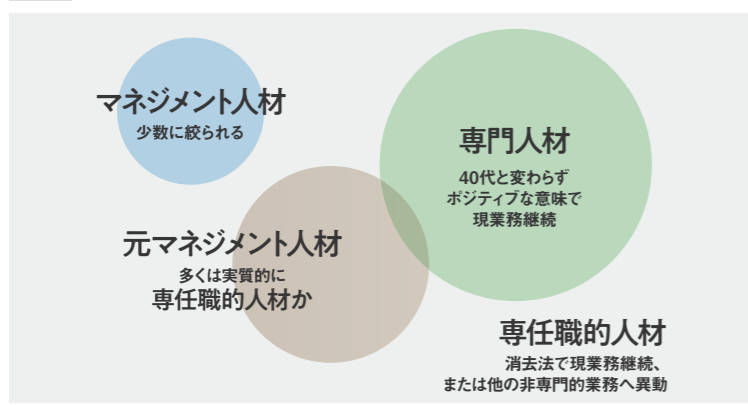 マネジメント人材
少数に絞られる
専門人材
40代と変わらず
ポジティブな意味で
現業務継続
元マネジメント人材
多くは実質的に
専任職的人材か
専任職的人材
消去法で現業務継続、
または他の非専門的業務へ異動